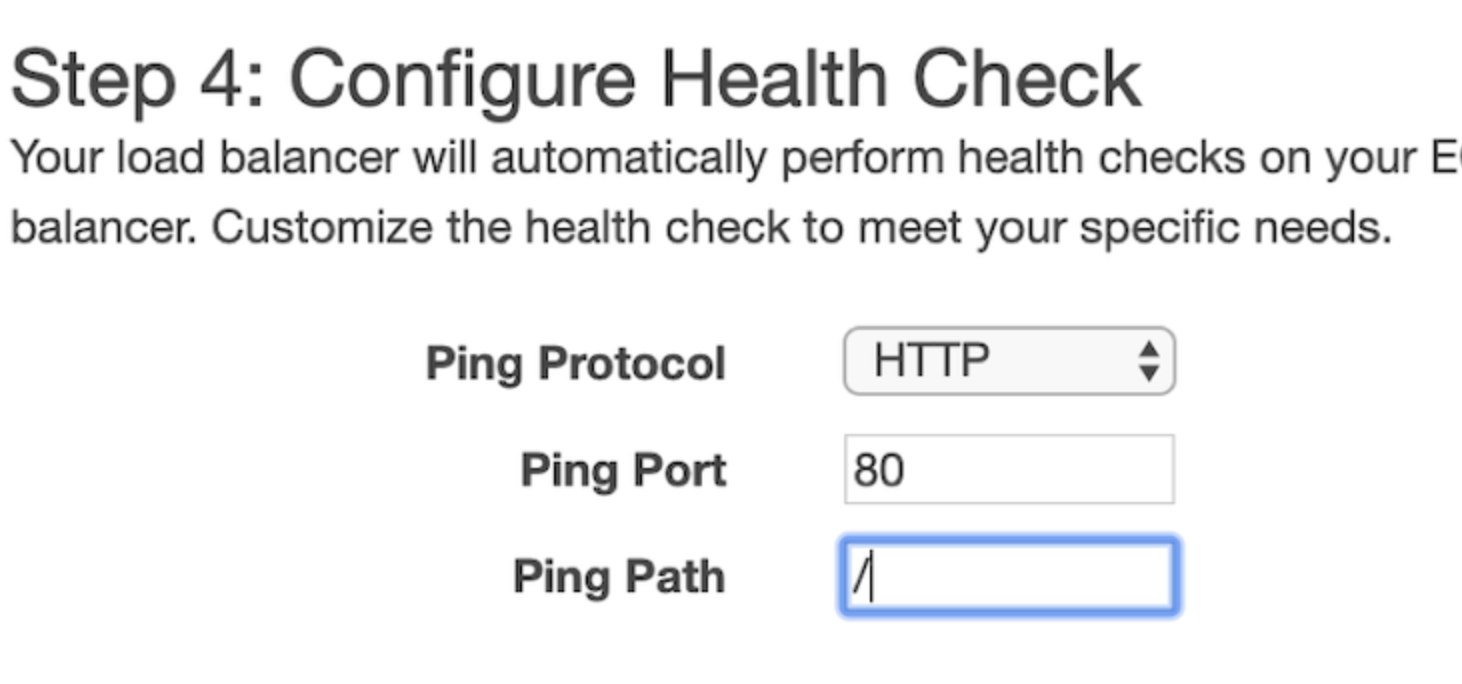 Step 4: Configure Health Check
Your load balancer will automatically perform health checks on your
balancer. Customize the health check to meet your specific needs.
Ping Protocol HTTP
Ping Port 80
Ping Path /